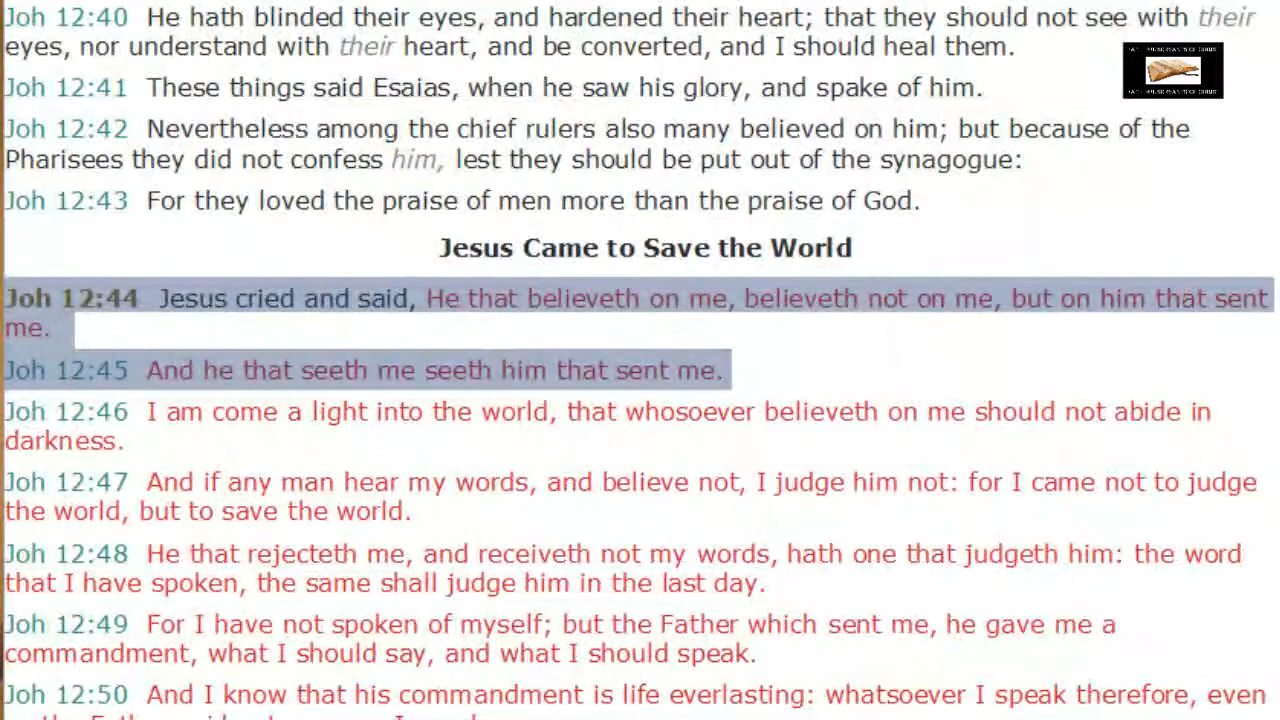 Joh 12:40 He hath blinded their eyes, and hardened their heart; that they should not see with their
eyes, nor understand with their heart, and be converted, and I should heal them.
Joh 12:41 These things said Esaias, when he saw his glory, and spake of him.
Joh 12:42 Nevertheless among the chief rulers also many believed on him; but because of the
Pharisees they did not confess him, lest they should be put out of the synagogue:
Joh 12:43 For they loved the praise of men more than the praise of God.
Jesus Came to Save the World
Joh 12:44 Jesus cried and said, He that believeth on me, believeth not on me, but on him that sent
me.
Joh 12:45 And he that seeth me seeth him that sent me.
Joh 12:46 I am come a light into the world, that whosoever believeth on me should not abide in
darkness.
Joh 12:47 And if any man hear my words, and believe not, I judge him not: for I came not to judge
the world, but to save the world.
Joh 12:48 He that rejecteth me, and receiveth not my words, hath one that judgeth him: the word
that I have spoken, the same shall judge him in the last day.
Joh 12:49 For I have not spoken of myself; but the Father which sent me, he gave me a
commandment, what I should say, and what I should speak.
Joh 12:50 And I know that his commandment is life everlasting: whatsoever I speak therefore, even